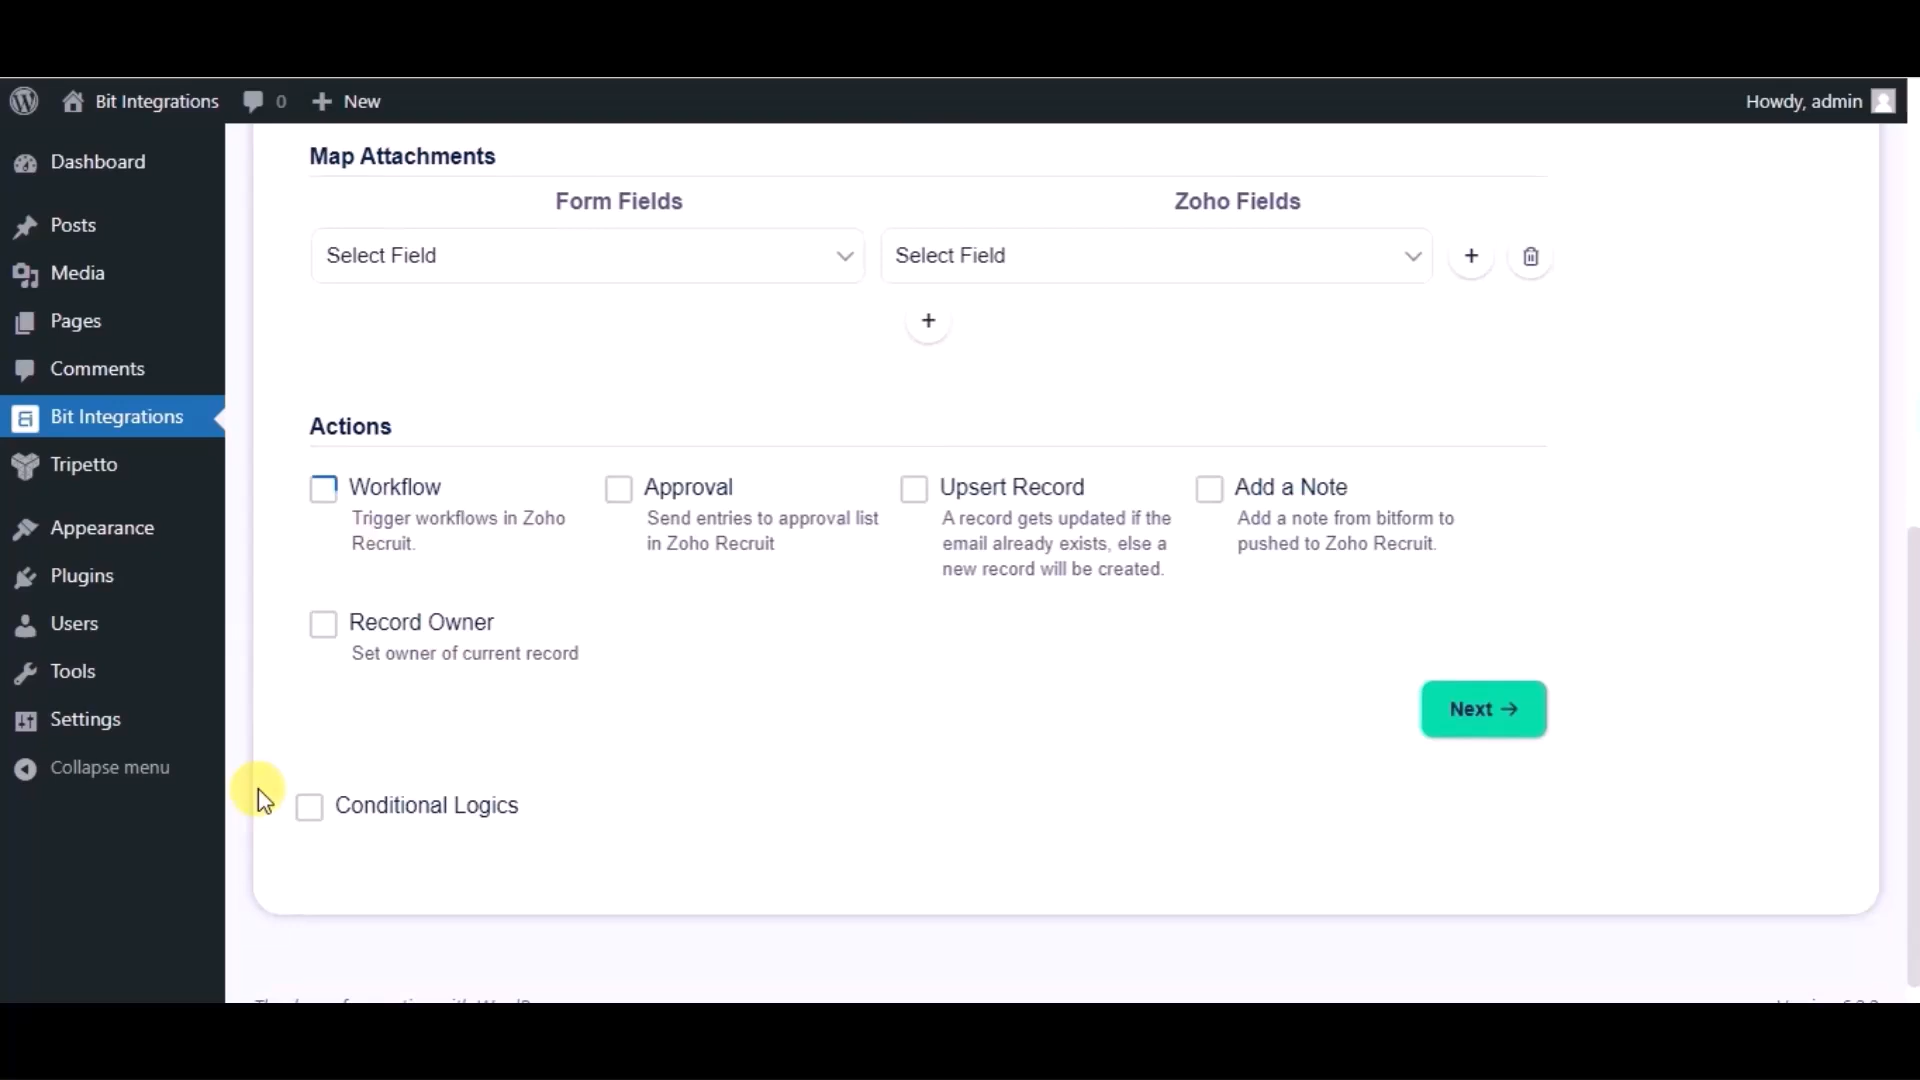 Bit Integrations 0 New Howdy, admin
Dashboard
Posts
Media
Pages
Comments
Bit Integrations
Tripetto
Appearance
Plugins
Users
Tools
Settings
Collapse menu
Map Attachments
Form Fields Zoho Fields
Select Field Select Field
Actions
Workflow
Trigger workflows in Zoho
Recruit.
Approval
Send entries to approval list
in Zoho Recruit
Upsert Record
A record gets updated if the
email already exists, else a
new record will be created.
Add a Note
Add a note from bitform to
pushed to Zoho Recruit.
Record Owner
Set owner of current record
Next →
Conditional Logics